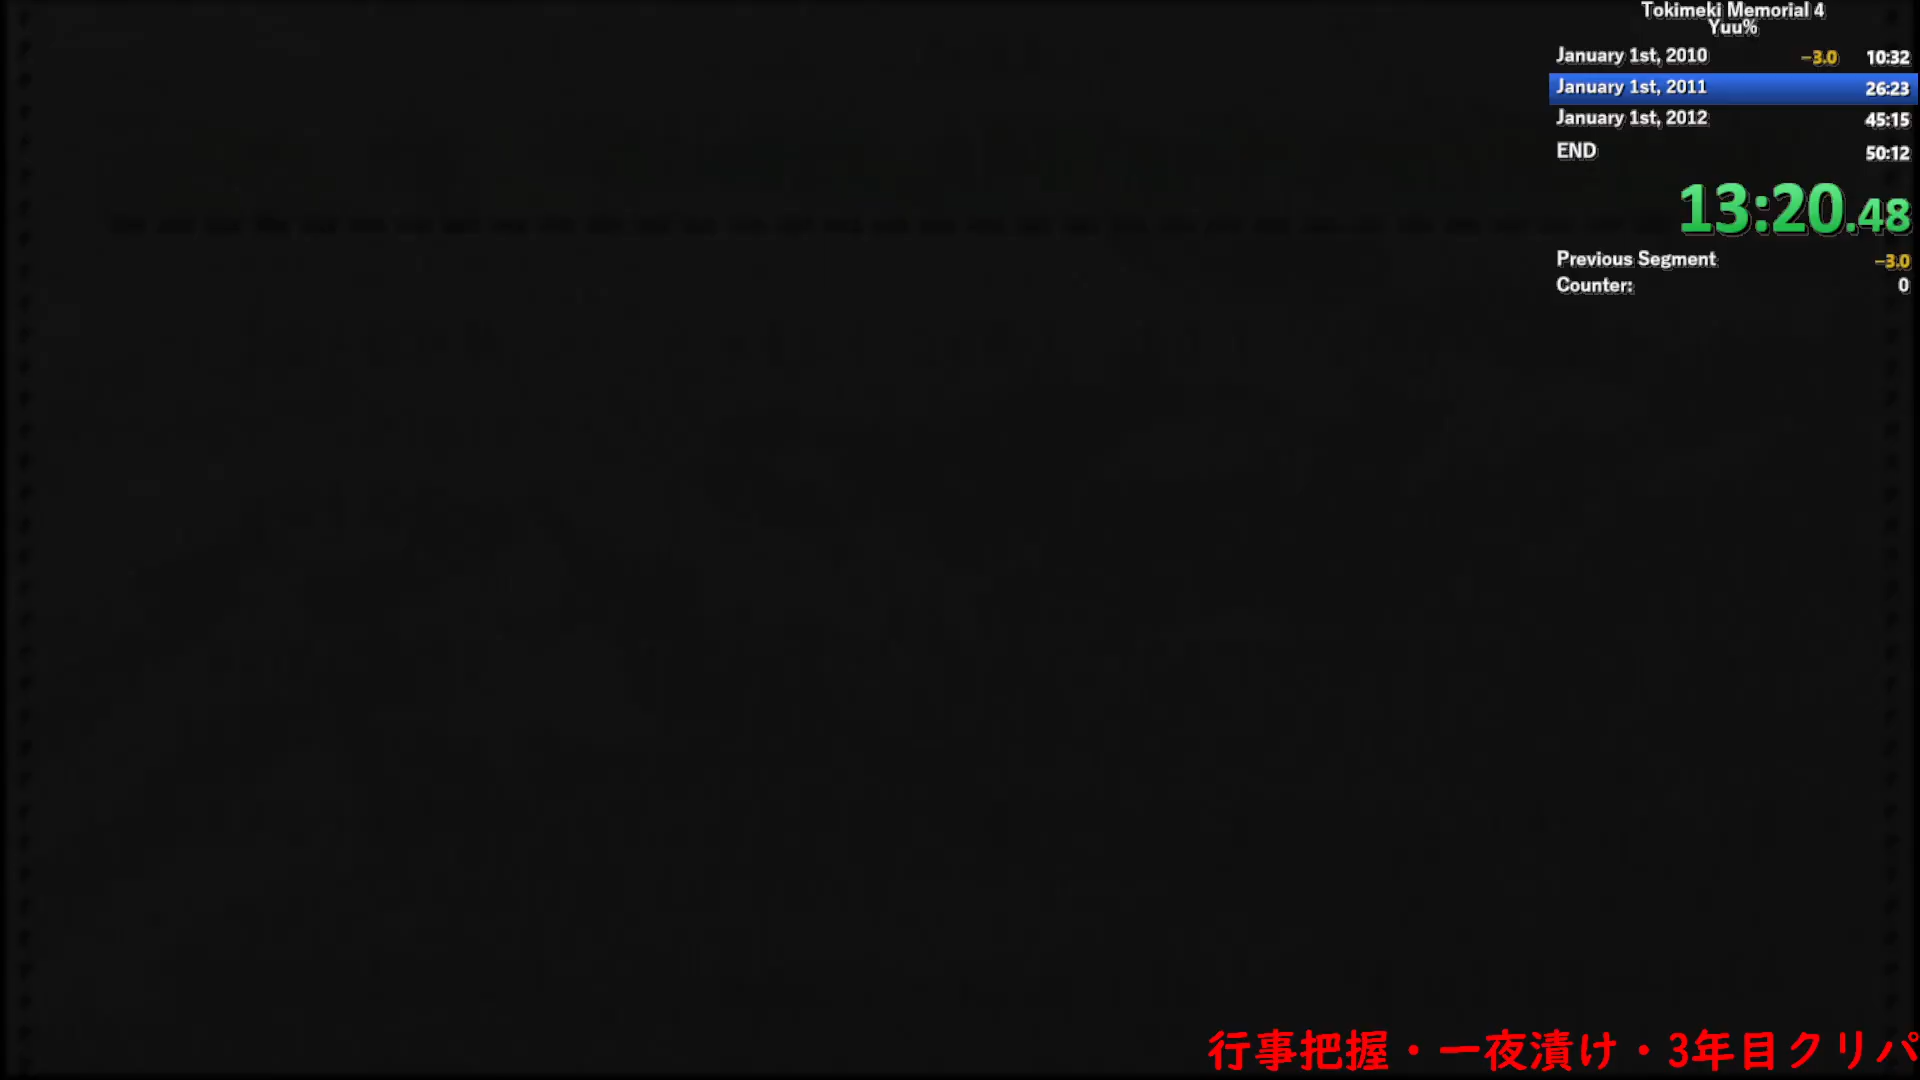 Tokimeki Memorial 4
Yuu%
January 1st, 2010 −3.0 10:32
January 1st, 2011 26:23
January 1st, 2012 45:15
END 50:12
13:20.48
Previous Segment −3.0
Counter: 0
行事把握・一夜漬け・3年目クリパ